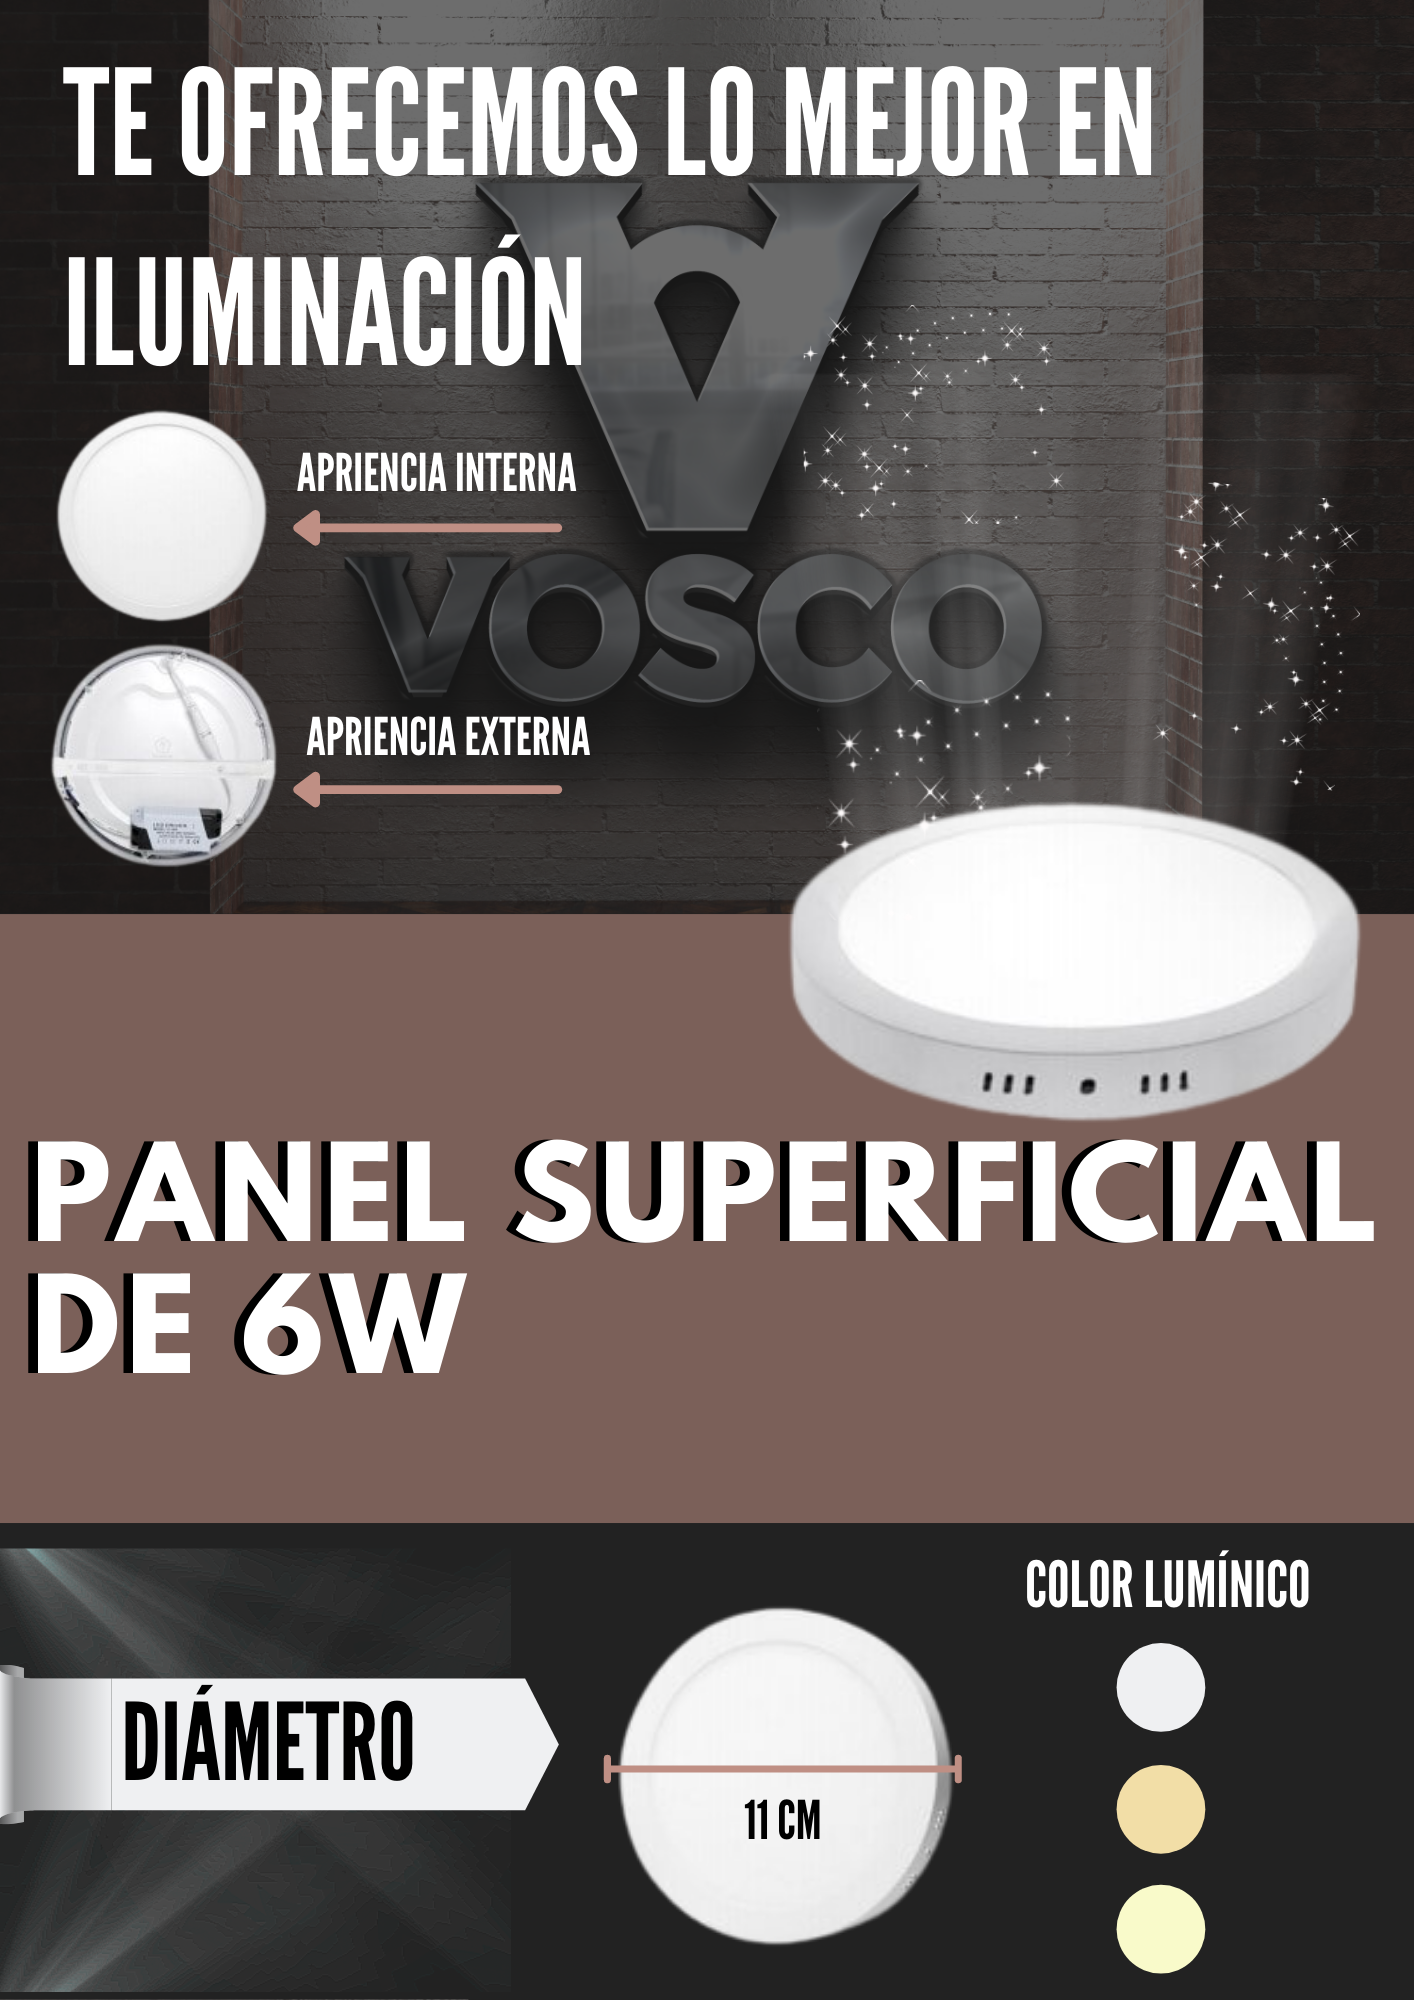 TE OFRECEMOS LO MEJOR EN
ILUMINACIÓN
APRIENCIA INTERNA
VOSCO
APRIENCIA EXTERNA
PANEL SUPERFICIAL
DE 6W
COLOR LUMÍNICO
DIÁMETRO
11 CM